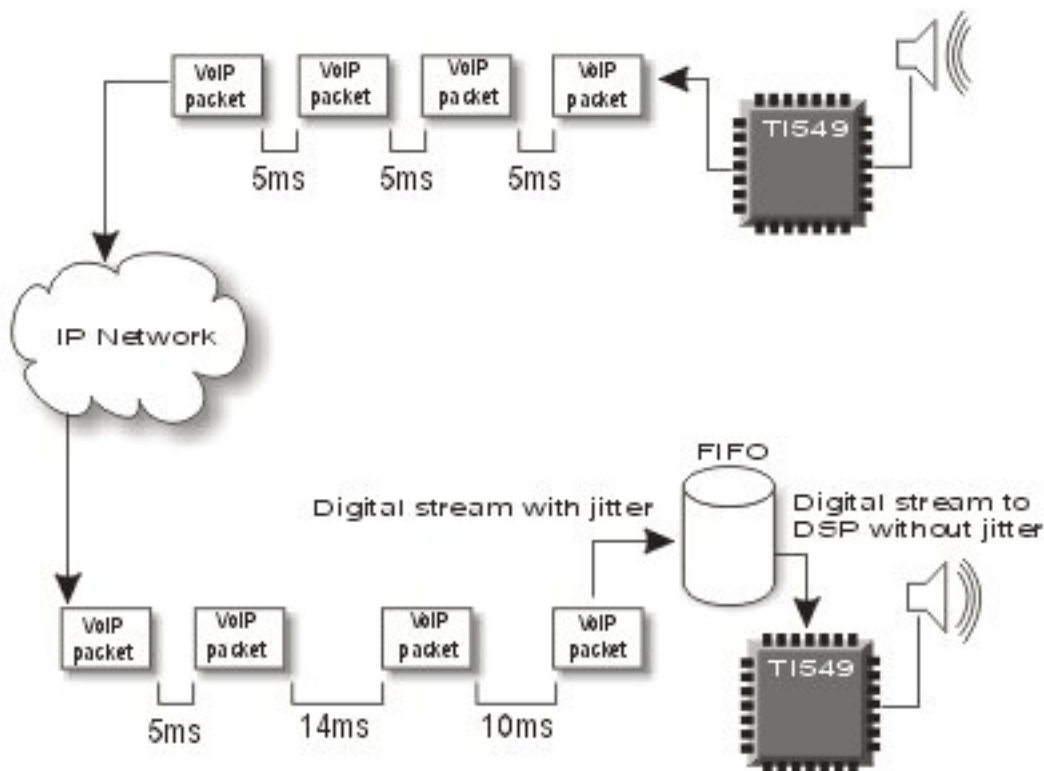 VoIP
packet
VoIP
packet
VoIP
packet
VoIP
packet
TI549
5ms
5ms
5ms
IP Network
FIFO
Digital stream with jitter
Digital stream to
DSP without jitter
VoIP
packet
VoIP
packet
VoIP
packet
VoIP
packet
TI549
5ms
14ms
10ms